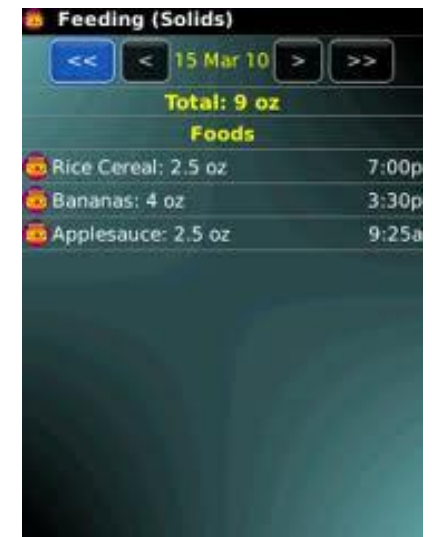 Feeding (Solids)
<< < 15 Mar 10 > >>
Total: 9 oz
Foods
Rice Cereal: 2.5 oz 7:00p
Bananas: 4 oz 3:30p
Applesauce: 2.5 oz 9:25a